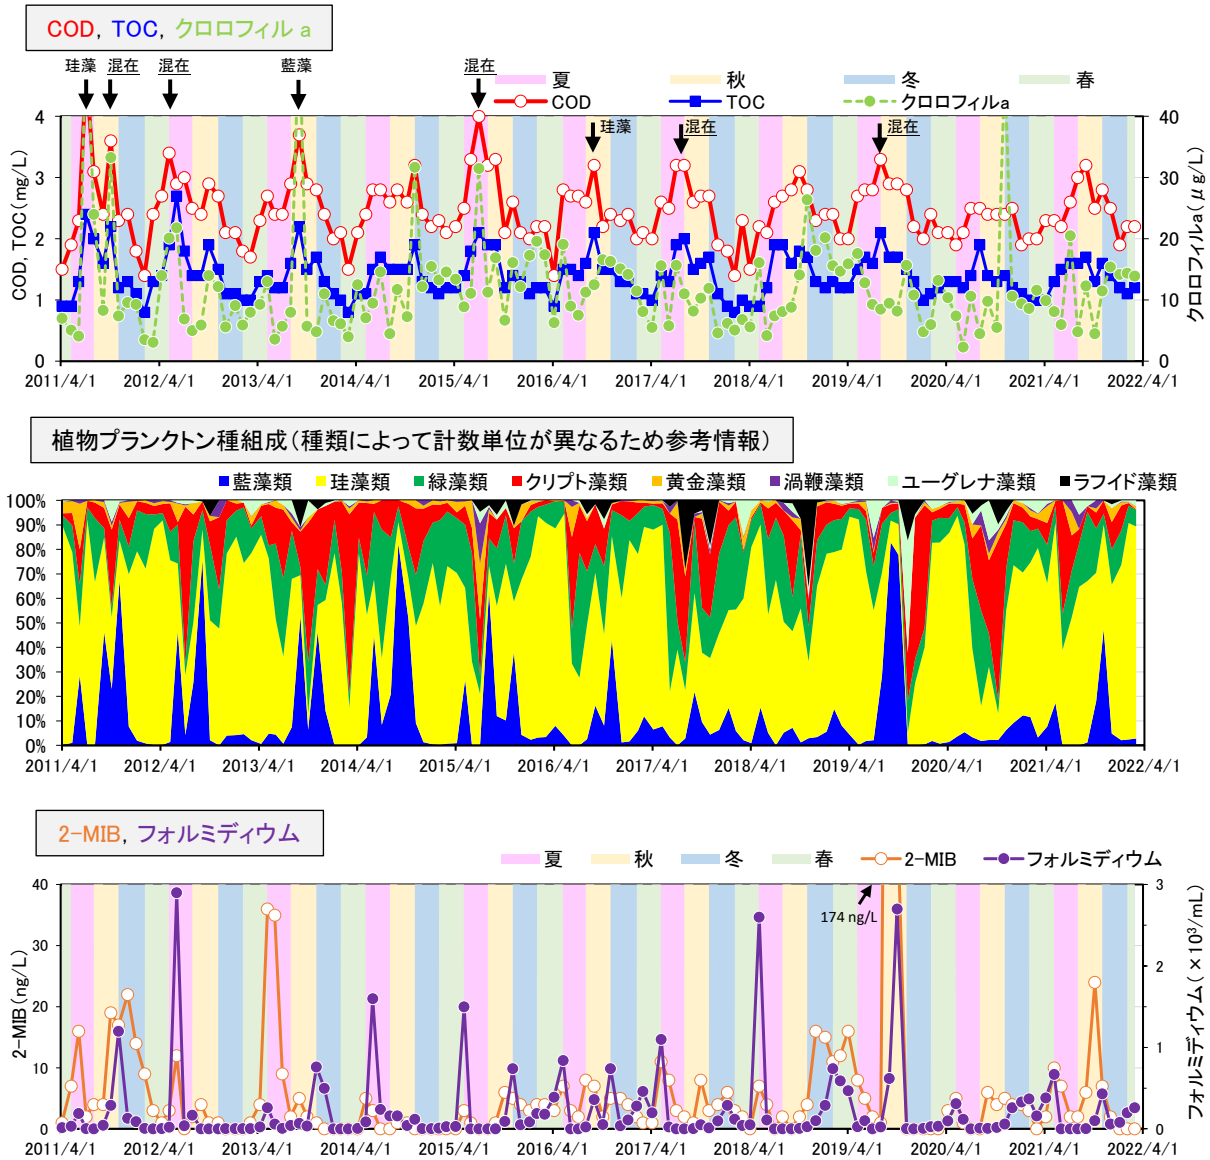 COD, TOC, クロロフィル a
珪藻 混在 混在 藍藻 混在
夏 秋 冬 春
COD TOC クロロフィルa
珪藻 混在 混在
COD, TOC(mg/L)
4
3
2
1
0
クロロフィルa(μg/L)
40
30
20
10
0
2011/4/1 2012/4/1 2013/4/1 2014/4/1 2015/4/1 2016/4/1 2017/4/1 2018/4/1 2019/4/1 2020/4/1 2021/4/1 2022/4/1
植物プランクトン種組成(種類によって計数単位が異なるため参考情報)
藍藻類 珪藻類 緑藻類 クリプト藻類 黄金藻類 渦鞭藻類 ユーグレナ藻類 ラフィド藻類
100%
90%
80%
70%
60%
50%
40%
30%
20%
10%
0%
2011/4/1 2012/4/1 2013/4/1 2014/4/1 2015/4/1 2016/4/1 2017/4/1 2018/4/1 2019/4/1 2020/4/1 2021/4/1 2022/4/1
2-MIB, フォルミディウム
夏 秋 冬 春 2-MIB フォルミディウム
174 ng/L
2-MIB(ng/L)
40
30
20
10
0
フォルミディウム(×10³/mL)
3
2
1
0
2011/4/1 2012/4/1 2013/4/1 2014/4/1 2015/4/1 2016/4/1 2017/4/1 2018/4/1 2019/4/1 2020/4/1 2021/4/1 2022/4/1